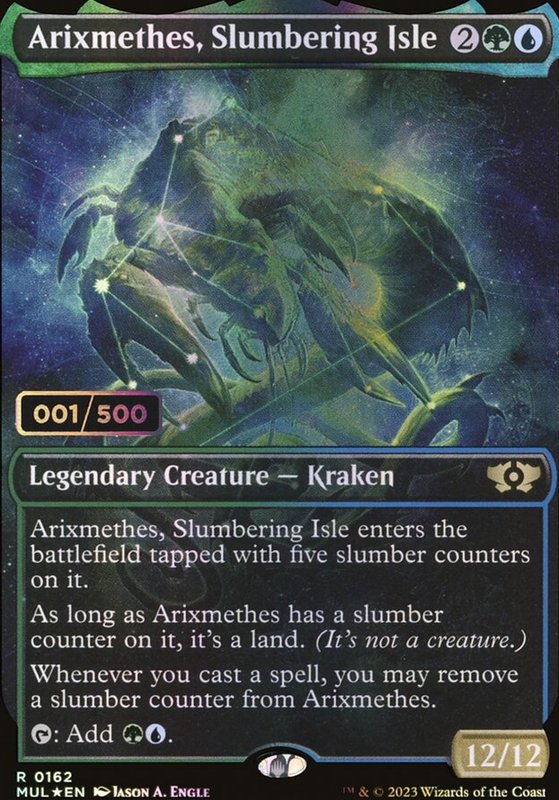 Arixmethes, Slumbering Isle 2
001/500
Legendary Creature — Kraken
Arixmethes, Slumbering Isle enters the
battlefield tapped with five slumber counters
on it.
As long as Arixmethes has a slumber
counter on it, it's a land. (It's not a creature.)
Whenever you cast a spell, you may remove
a slumber counter from Arixmethes.
: Add .
12/12
R 0162
MUL★EN Jason A. Engle
™ & © 2023 Wizards of the Coast